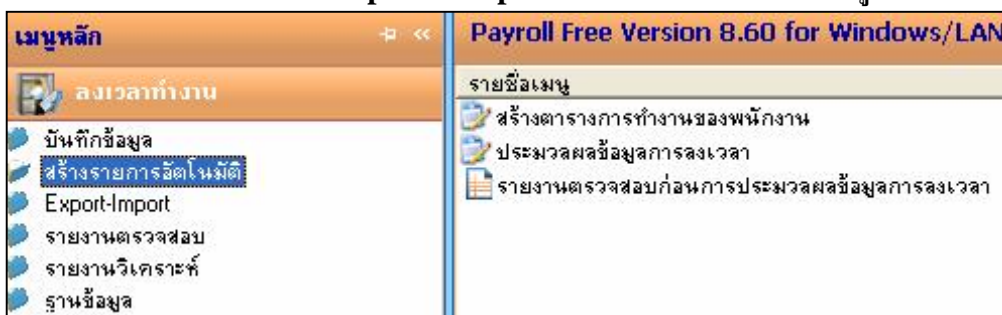 เมนูหลัก
ลงเวลาทำงาน
บันทึกข้อมูล
สร้างรายการอัตโนมัติ
Export-Import
รายงานตรวจสอบ
รายงานวิเคราะห์
ฐานข้อมูล
Payroll Free Version 8.60 for Windows/LAN
รายชื่อเมนู
สร้างตารางการทำงานของพนักงาน
ประมวลผลข้อมูลการลงเวลา
รายงานตรวจสอบก่อนการประมวลผลข้อมูลการลงเวลา